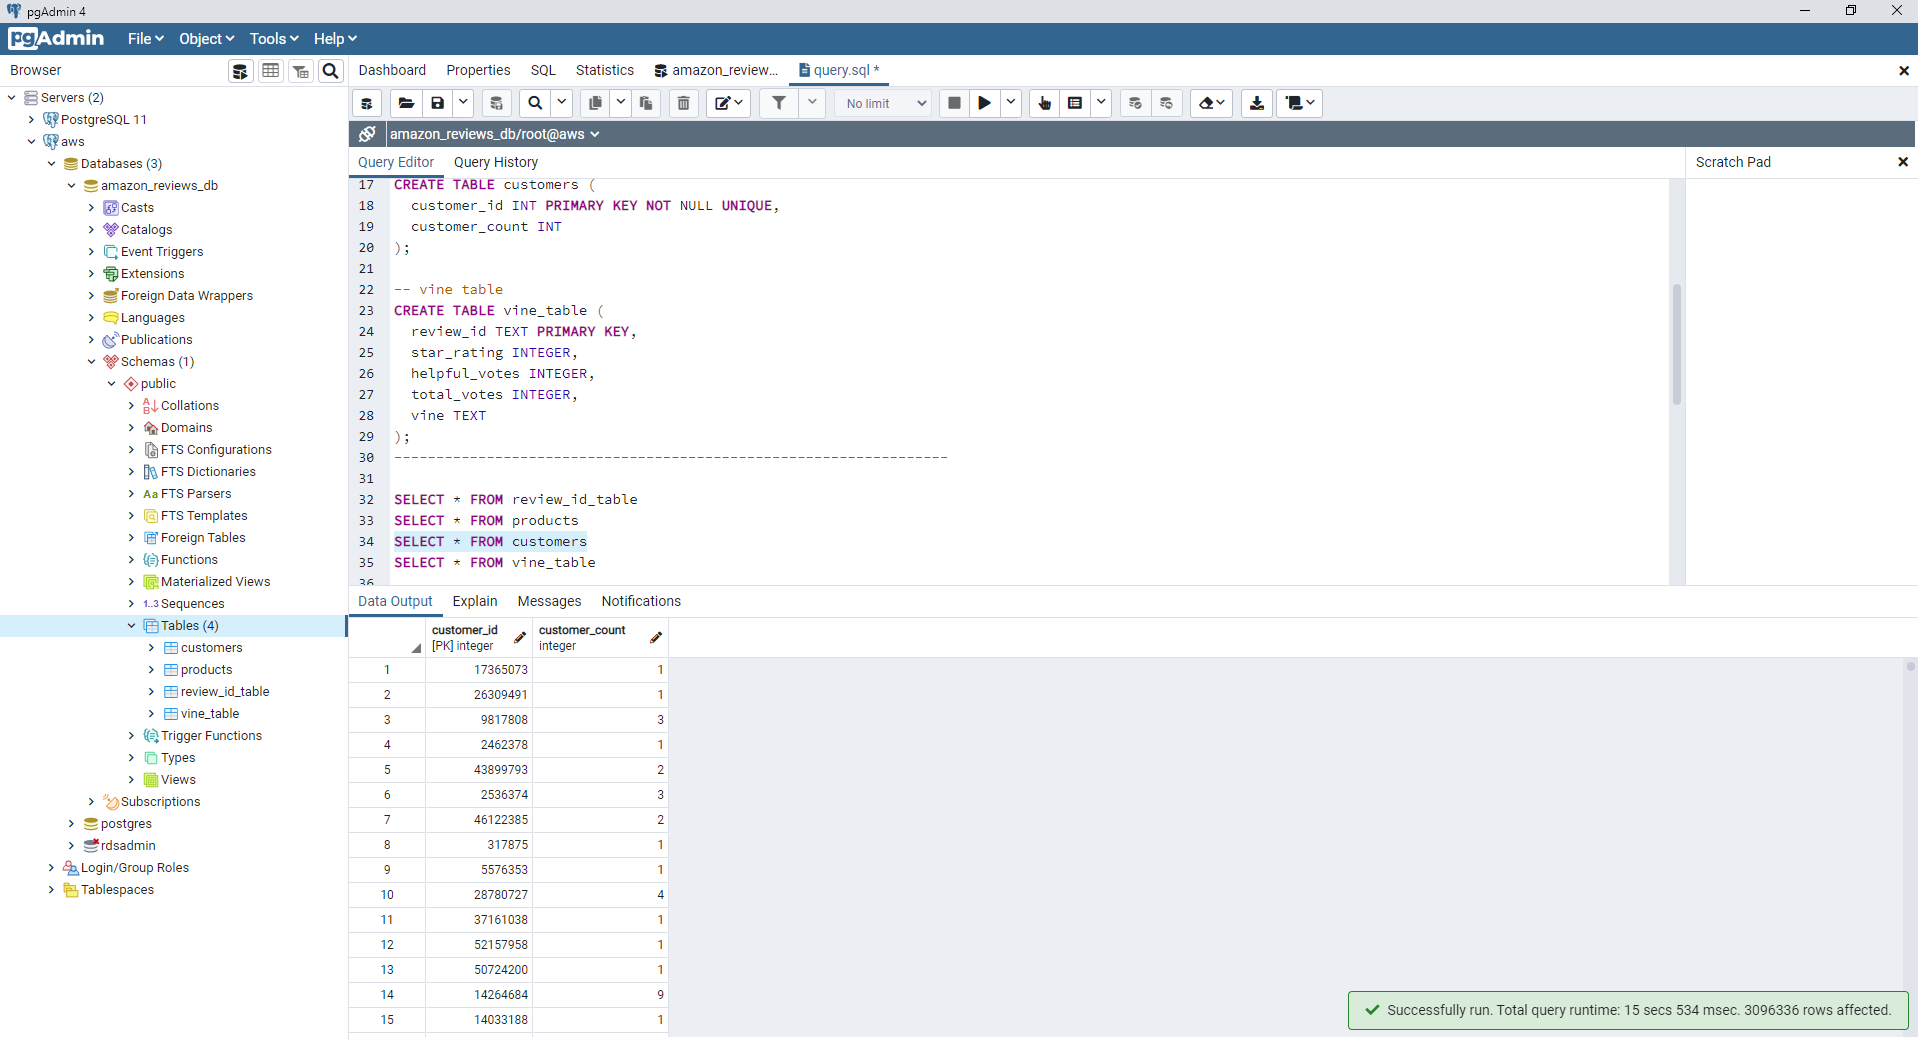 pgAdmin 4
pgAdmin File Object Tools Help
Browser
Dashboard Properties SQL Statistics amazon_review... query.sql *
No limit
amazon_reviews_db/root@aws
Query Editor Query History
Scratch Pad
Servers (2)
PostgreSQL 11
aws
Databases (3)
amazon_reviews_db
Casts
Catalogs
Event Triggers
Extensions
Foreign Data Wrappers
Languages
Publications
Schemas (1)
public
Collations
Domains
FTS Configurations
FTS Dictionaries
Aa FTS Parsers
FTS Templates
Foreign Tables
Functions
Materialized Views
1..3 Sequences
Tables (4)
customers
products
review_id_table
vine_table
Trigger Functions
Types
Views
Subscriptions
postgres
rdsadmin
Login/Group Roles
Tablespaces
17 CREATE TABLE customers (
18 customer_id INT PRIMARY KEY NOT NULL UNIQUE,
19 customer_count INT
20 );
21
22 -- vine table
23 CREATE TABLE vine_table (
24 review_id TEXT PRIMARY KEY,
25 star_rating INTEGER,
26 helpful_votes INTEGER,
27 total_votes INTEGER,
28 vine TEXT
29 );
30 ------------------------------------------------------------------
31
32 SELECT * FROM review_id_table
33 SELECT * FROM products
34 SELECT * FROM customers
35 SELECT * FROM vine_table
36
Data Output Explain Messages Notifications
customer_id customer_count
[PK] integer integer
1 17365073 1
2 26309491 1
3 9817808 3
4 2462378 1
5 43899793 2
6 2536374 3
7 46122385 2
8 317875 1
9 5576353 1
10 28780727 4
11 37161038 1
12 52157958 1
13 50724200 1
14 14264684 9
15 14033188 1
Successfully run. Total query runtime: 15 secs 534 msec. 3096336 rows affected.